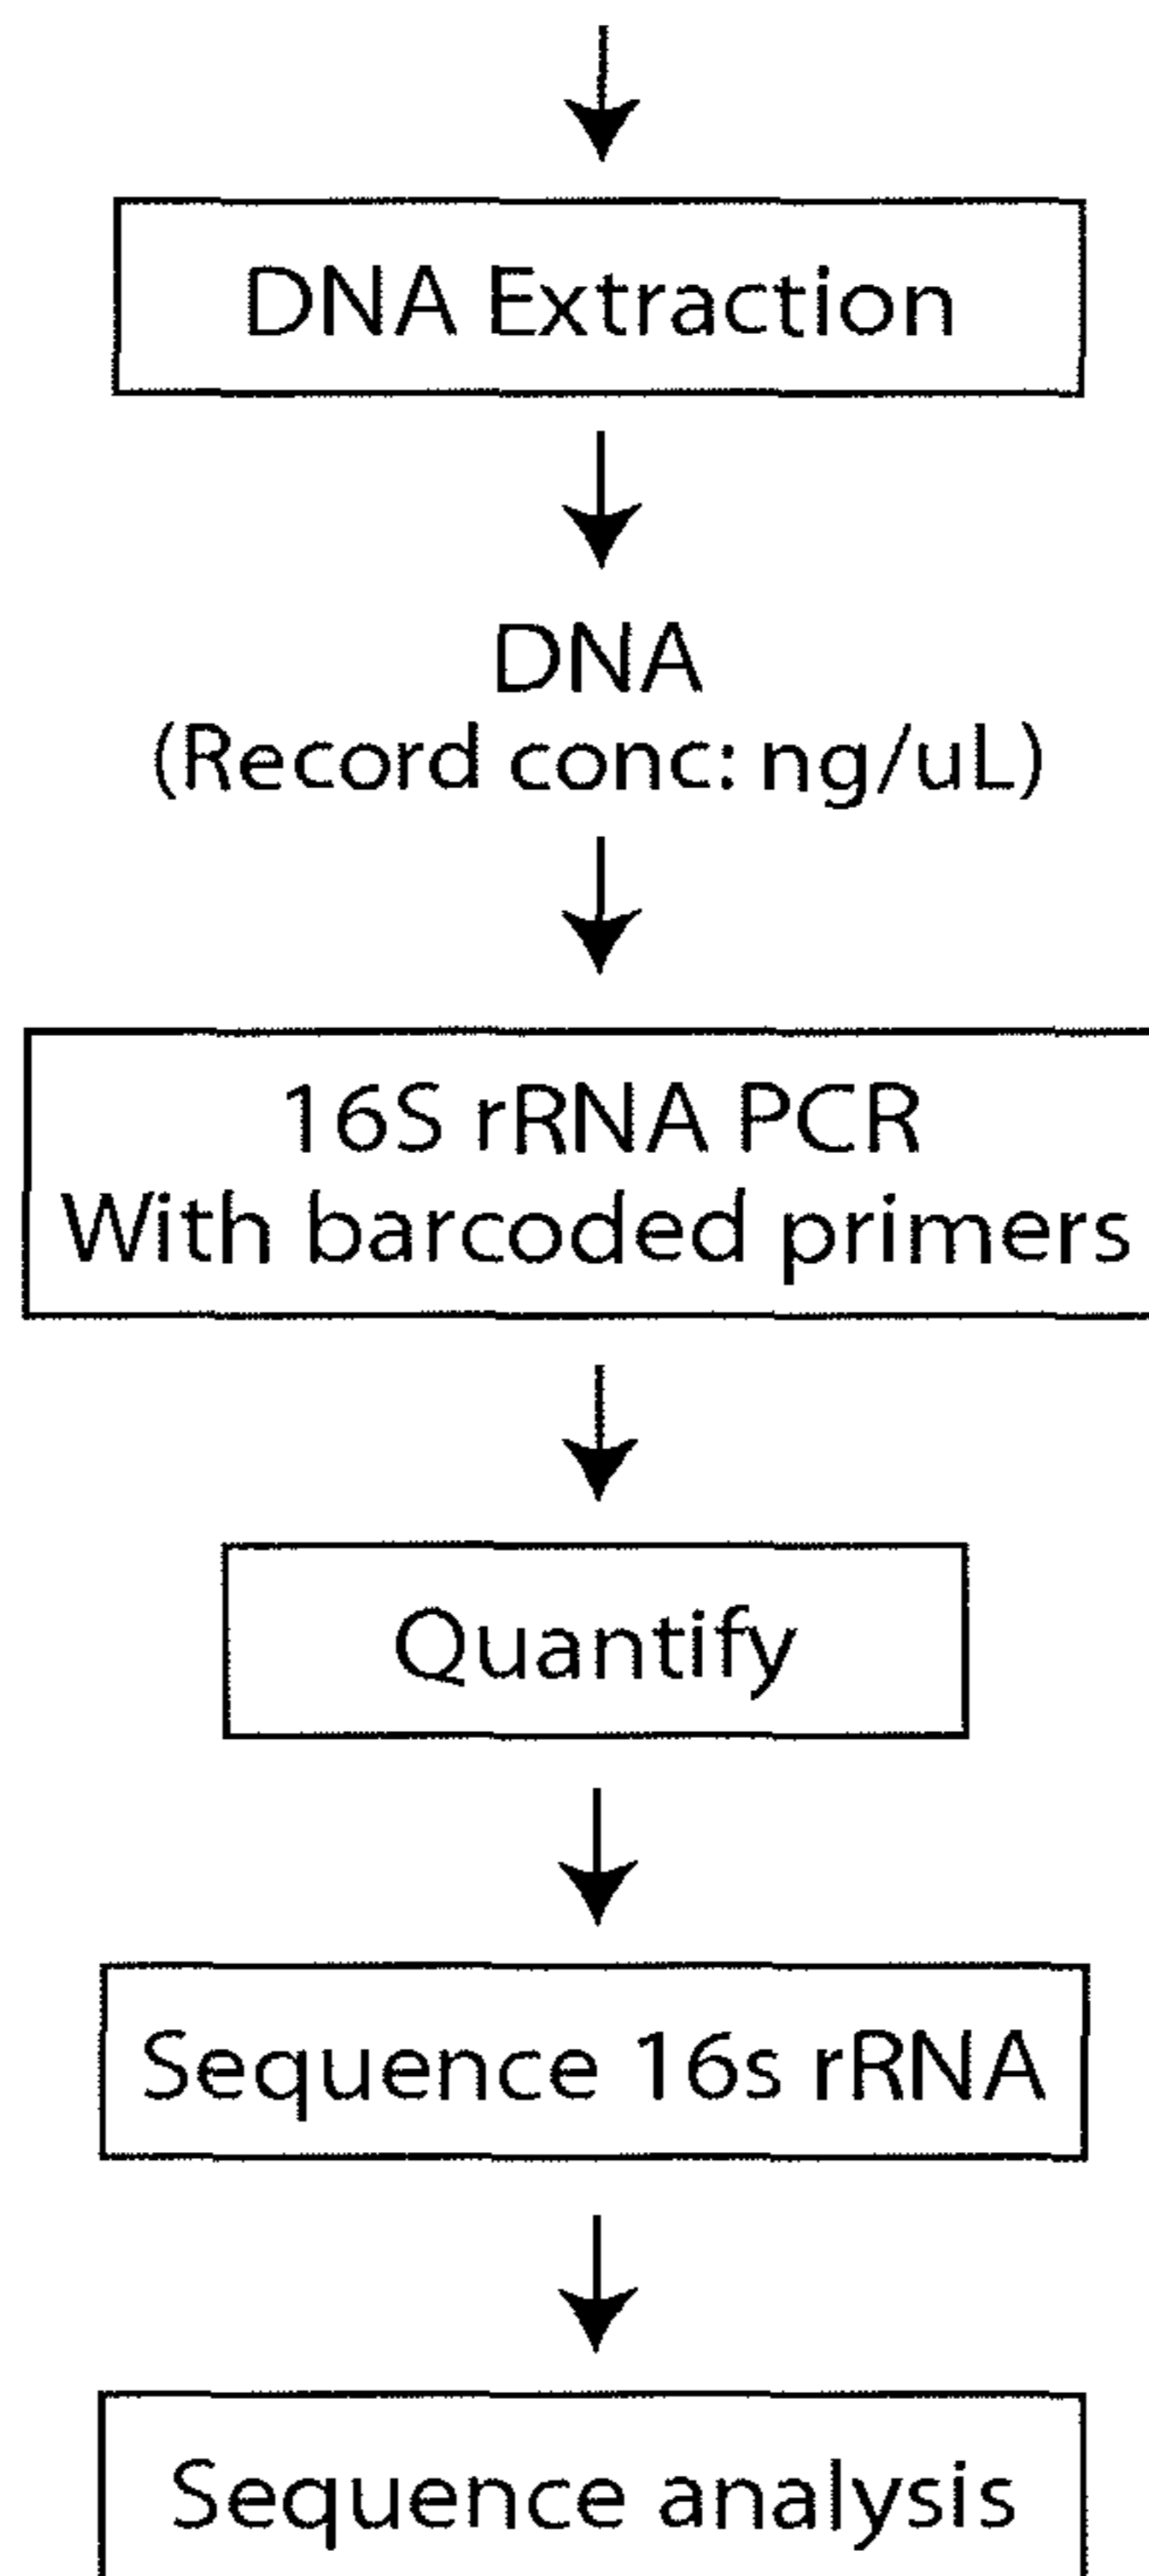 DNA Extraction
DNA
(Record conc: ng/uL)
16S rRNA PCR
With barcoded primers
Quantify
Sequence 16s rRNA
Sequence analysis